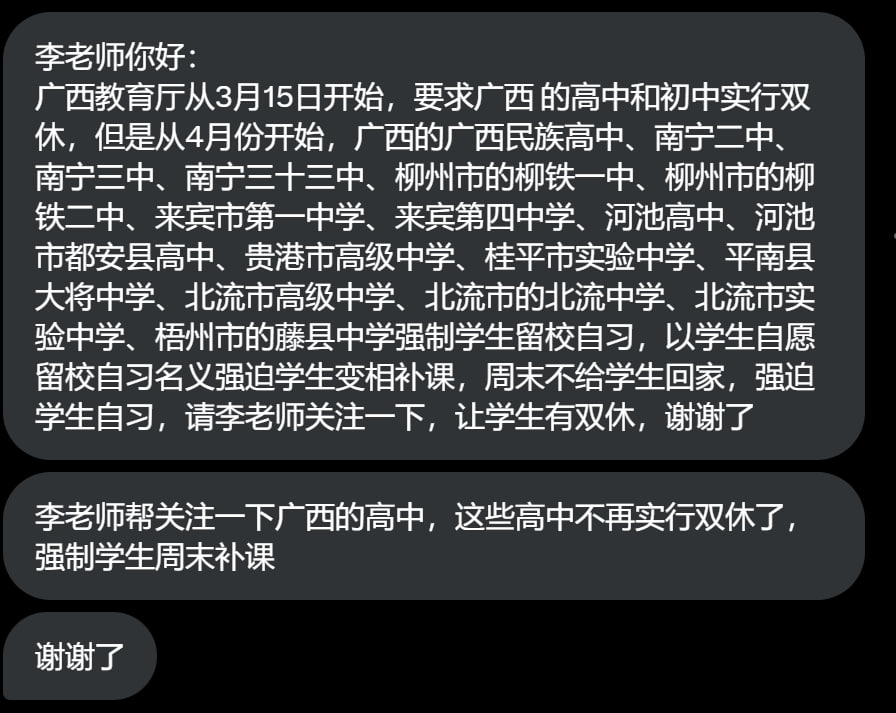 李老师你好：
广西教育厅从3月15日开始，要求广西 的高中和初中实行双
休，但是从4月份开始，广西的广西民族高中、南宁二中、
南宁三中、南宁三十三中、柳州市的柳铁一中、柳州市的柳
铁二中、来宾市第一中学、来宾第四中学、河池高中、河池
市都安县高中、贵港市高级中学、桂平市实验中学、平南县
大将中学、北流市高级中学、北流市的北流中学、北流市实
验中学、梧州市的藤县中学强制学生留校自习，以学生自愿
留校自习名义强迫学生变相补课，周末不给学生回家，强迫
学生自习，请李老师关注一下，让学生有双休，谢谢了
李老师帮关注一下广西的高中，这些高中不再实行双休了，
强制学生周末补课
谢谢了